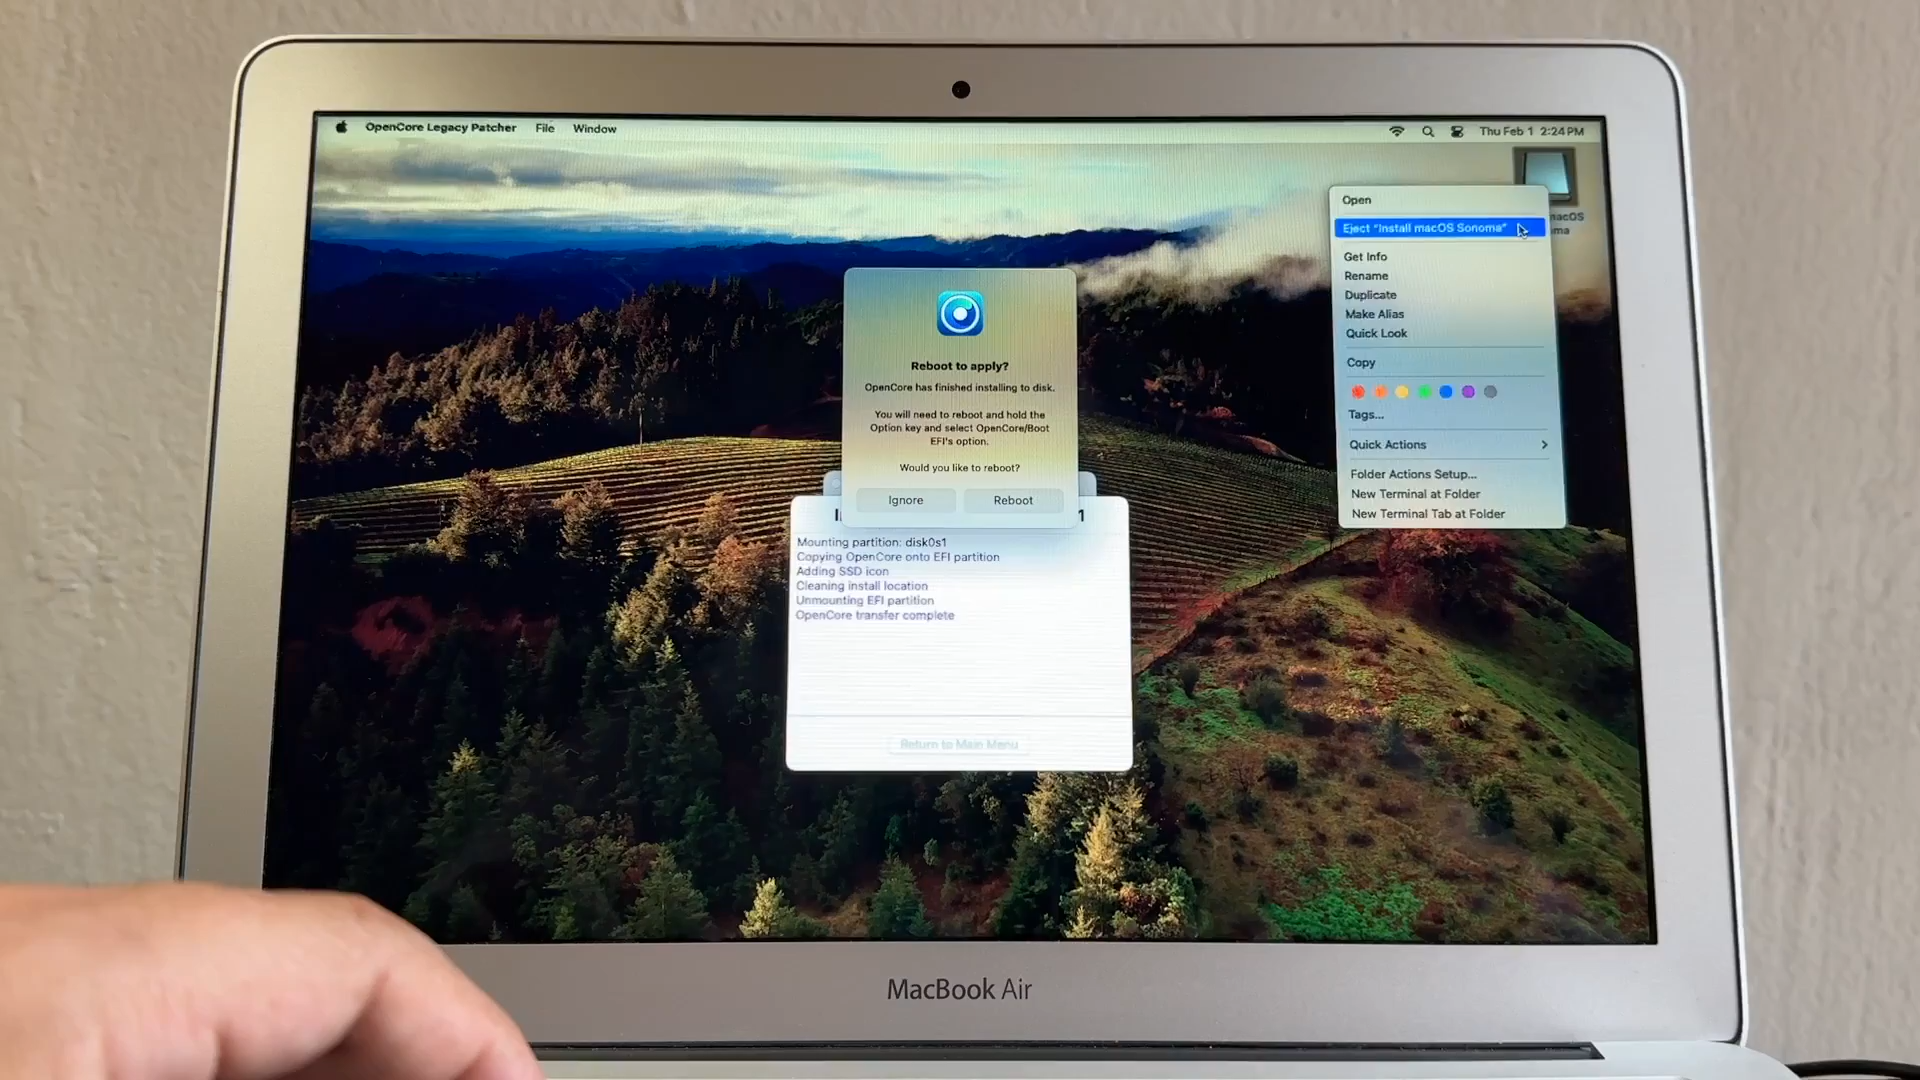 OpenCore Legacy Patcher File Window
Thu Feb 1 2:24 PM
Open
Eject "Install macOS Sonoma"
Get Info
Rename
Duplicate
Make Alias
Quick Look
Copy
Tags...
Quick Actions
Folder Actions Setup...
New Terminal at Folder
New Terminal Tab at Folder
Reboot to apply?
OpenCore has finished installing to disk.
You will need to reboot and hold the
Option key and select OpenCore/Boot
EFI's option.
Would you like to reboot?
Ignore Reboot
Mounting partition: disk0s1
Copying OpenCore onto EFI partition
Adding SSD icon
Cleaning install location
Unmounting EFI partition
OpenCore transfer complete
Return to Main Menu
MacBook Air